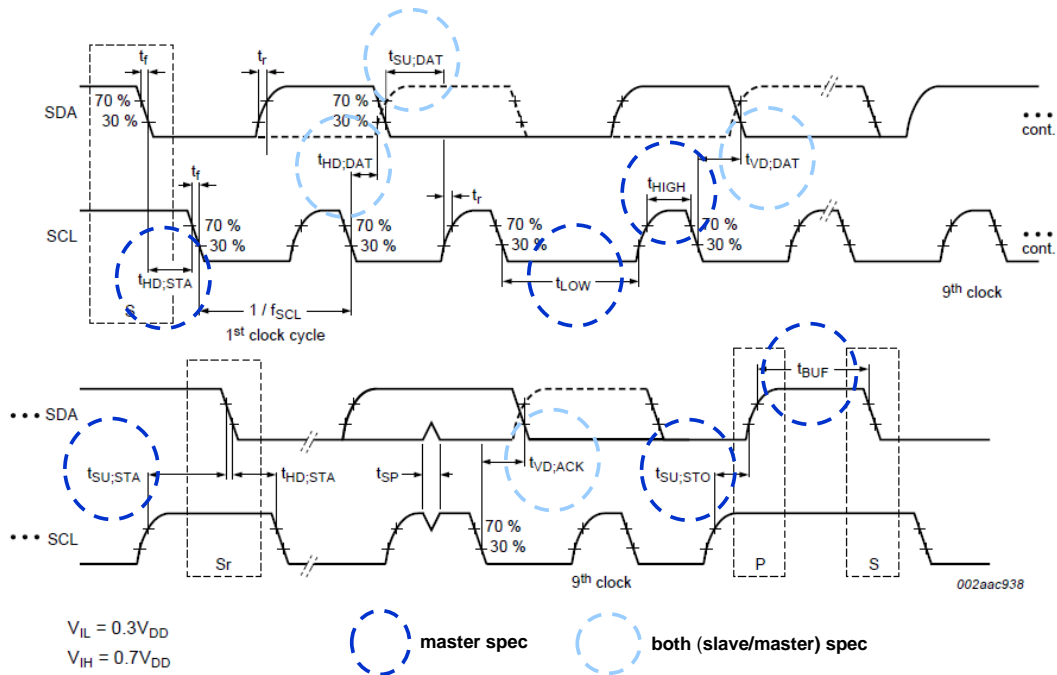 t_f
t_r
t_SU;DAT
SDA
70 %
30 %
70 %
30 %
cont.
t_HD;DAT
t_VD;DAT
t_f
t_r
t_HIGH
SCL
70 %
30 %
70 %
30 %
70 %
30 %
70 %
30 %
cont.
t_HD;STA
t_LOW
S
1 / f_SCL
9th clock
1st clock cycle
t_BUF
SDA
t_SU;STA
t_HD;STA
t_SP
t_VD;ACK
t_SU;STO
70 %
30 %
SCL
Sr
9th clock
P
S
002aac938
V_IL = 0.3V_DD
V_IH = 0.7V_DD
master spec
both (slave/master) spec